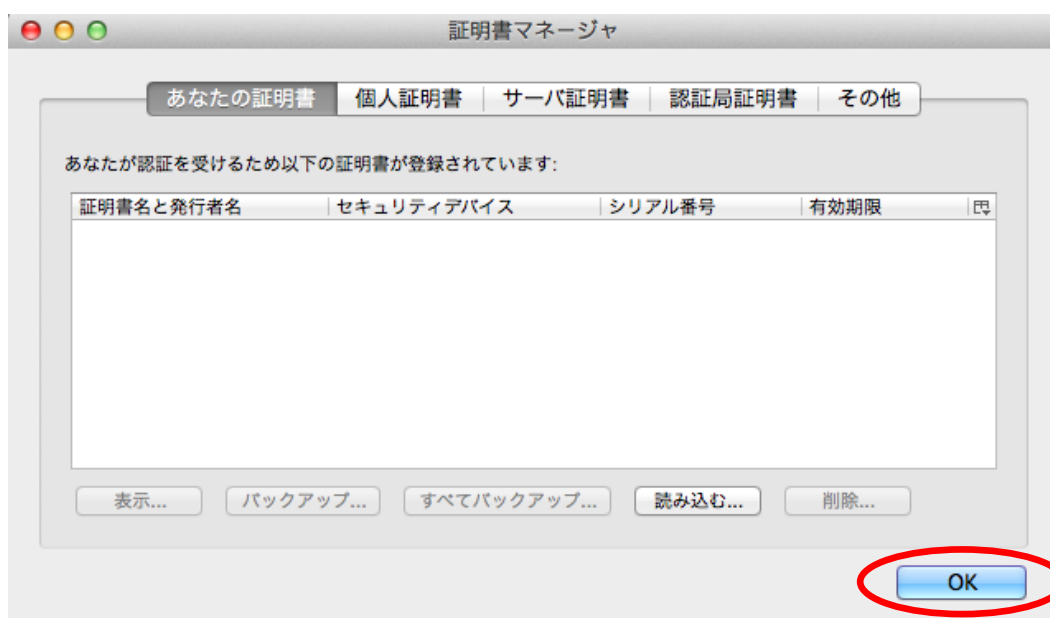 証明書マネージャ
あなたの証明書 個人証明書 サーバ証明書 認証局証明書 その他
あなたが認証を受けるため以下の証明書が登録されています:
証明書名と発行者名 セキュリティデバイス シリアル番号 有効期限
表示... バックアップ... すべてバックアップ... 読み込む... 削除...
OK